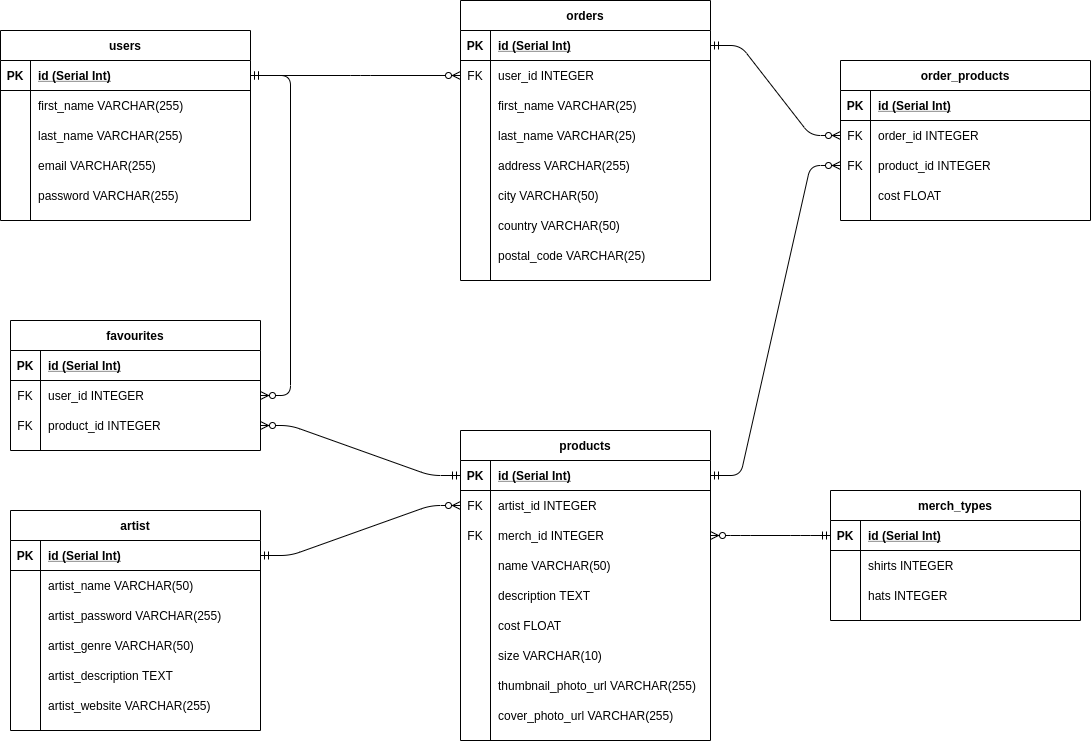 users
PK id (Serial Int)
first_name VARCHAR(255)
last_name VARCHAR(255)
email VARCHAR(255)
password VARCHAR(255)
orders
PK id (Serial Int)
FK user_id INTEGER
first_name VARCHAR(25)
last_name VARCHAR(25)
address VARCHAR(255)
city VARCHAR(50)
country VARCHAR(50)
postal_code VARCHAR(25)
order_products
PK id (Serial Int)
FK order_id INTEGER
FK product_id INTEGER
cost FLOAT
favourites
PK id (Serial Int)
FK user_id INTEGER
FK product_id INTEGER
artist
PK id (Serial Int)
artist_name VARCHAR(50)
artist_password VARCHAR(255)
artist_genre VARCHAR(50)
artist_description TEXT
artist_website VARCHAR(255)
products
PK id (Serial Int)
FK artist_id INTEGER
FK merch_id INTEGER
name VARCHAR(50)
description TEXT
cost FLOAT
size VARCHAR(10)
thumbnail_photo_url VARCHAR(255)
cover_photo_url VARCHAR(255)
merch_types
PK id (Serial Int)
shirts INTEGER
hats INTEGER